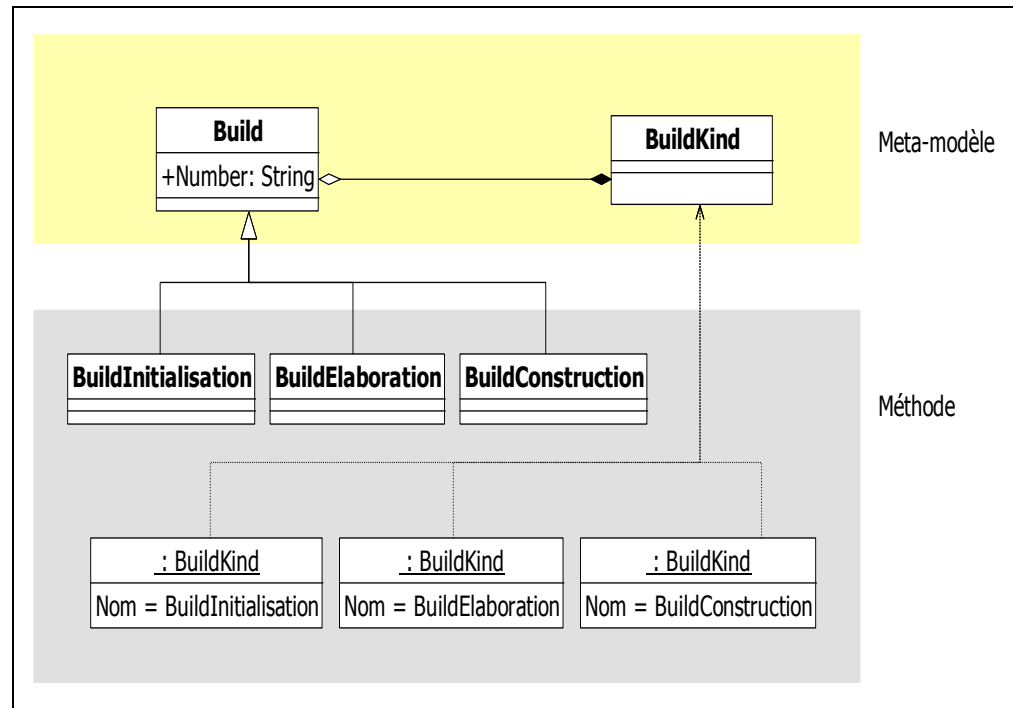 Build
+Number: String
BuildKind
Meta-modèle
BuildInitialisation
BuildElaboration
BuildConstruction
Méthode
: BuildKind
Nom = BuildInitialisation
: BuildKind
Nom = BuildElaboration
: BuildKind
Nom = BuildConstruction